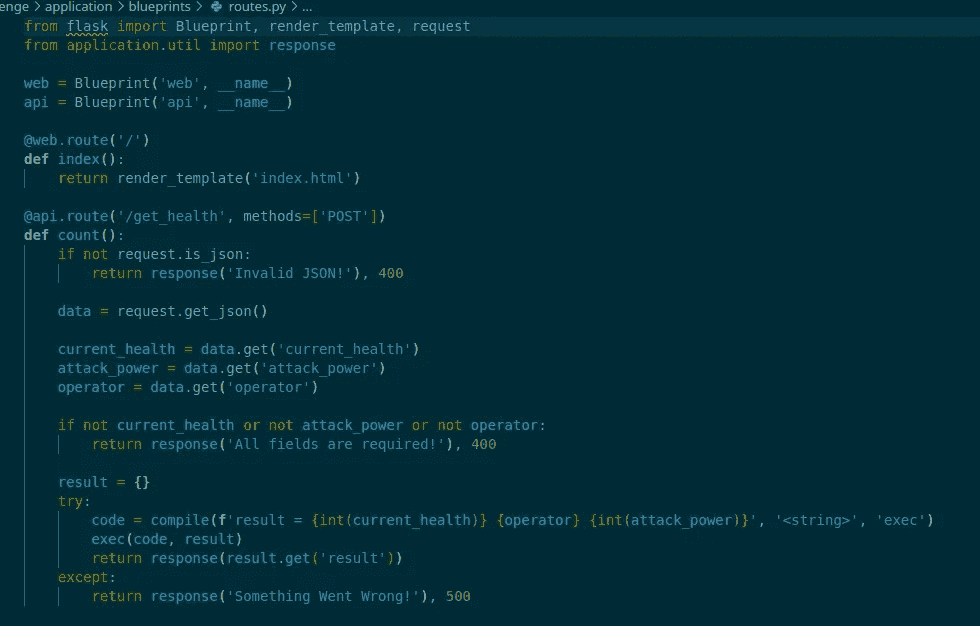 enge > application > blueprints > routes.py > ...
from flask import Blueprint, render_template, request
from application.util import response
web = Blueprint('web', __name__)
api = Blueprint('api', __name__)
@web.route('/')
def index():
    return render_template('index.html')
@api.route('/get_health', methods=['POST'])
def count():
    if not request.is_json:
        return response('Invalid JSON!'), 400
    data = request.get_json()
    current_health = data.get('current_health')
    attack_power = data.get('attack_power')
    operator = data.get('operator')
    if not current_health or not attack_power or not operator:
        return response('All fields are required!'), 400
    result = {}
    try:
        code = compile(f'result = {int(current_health)} {operator} {int(attack_power)}', '<string>', 'exec')
        exec(code, result)
        return response(result.get('result'))
    except:
        return response('Something Went Wrong!'), 500